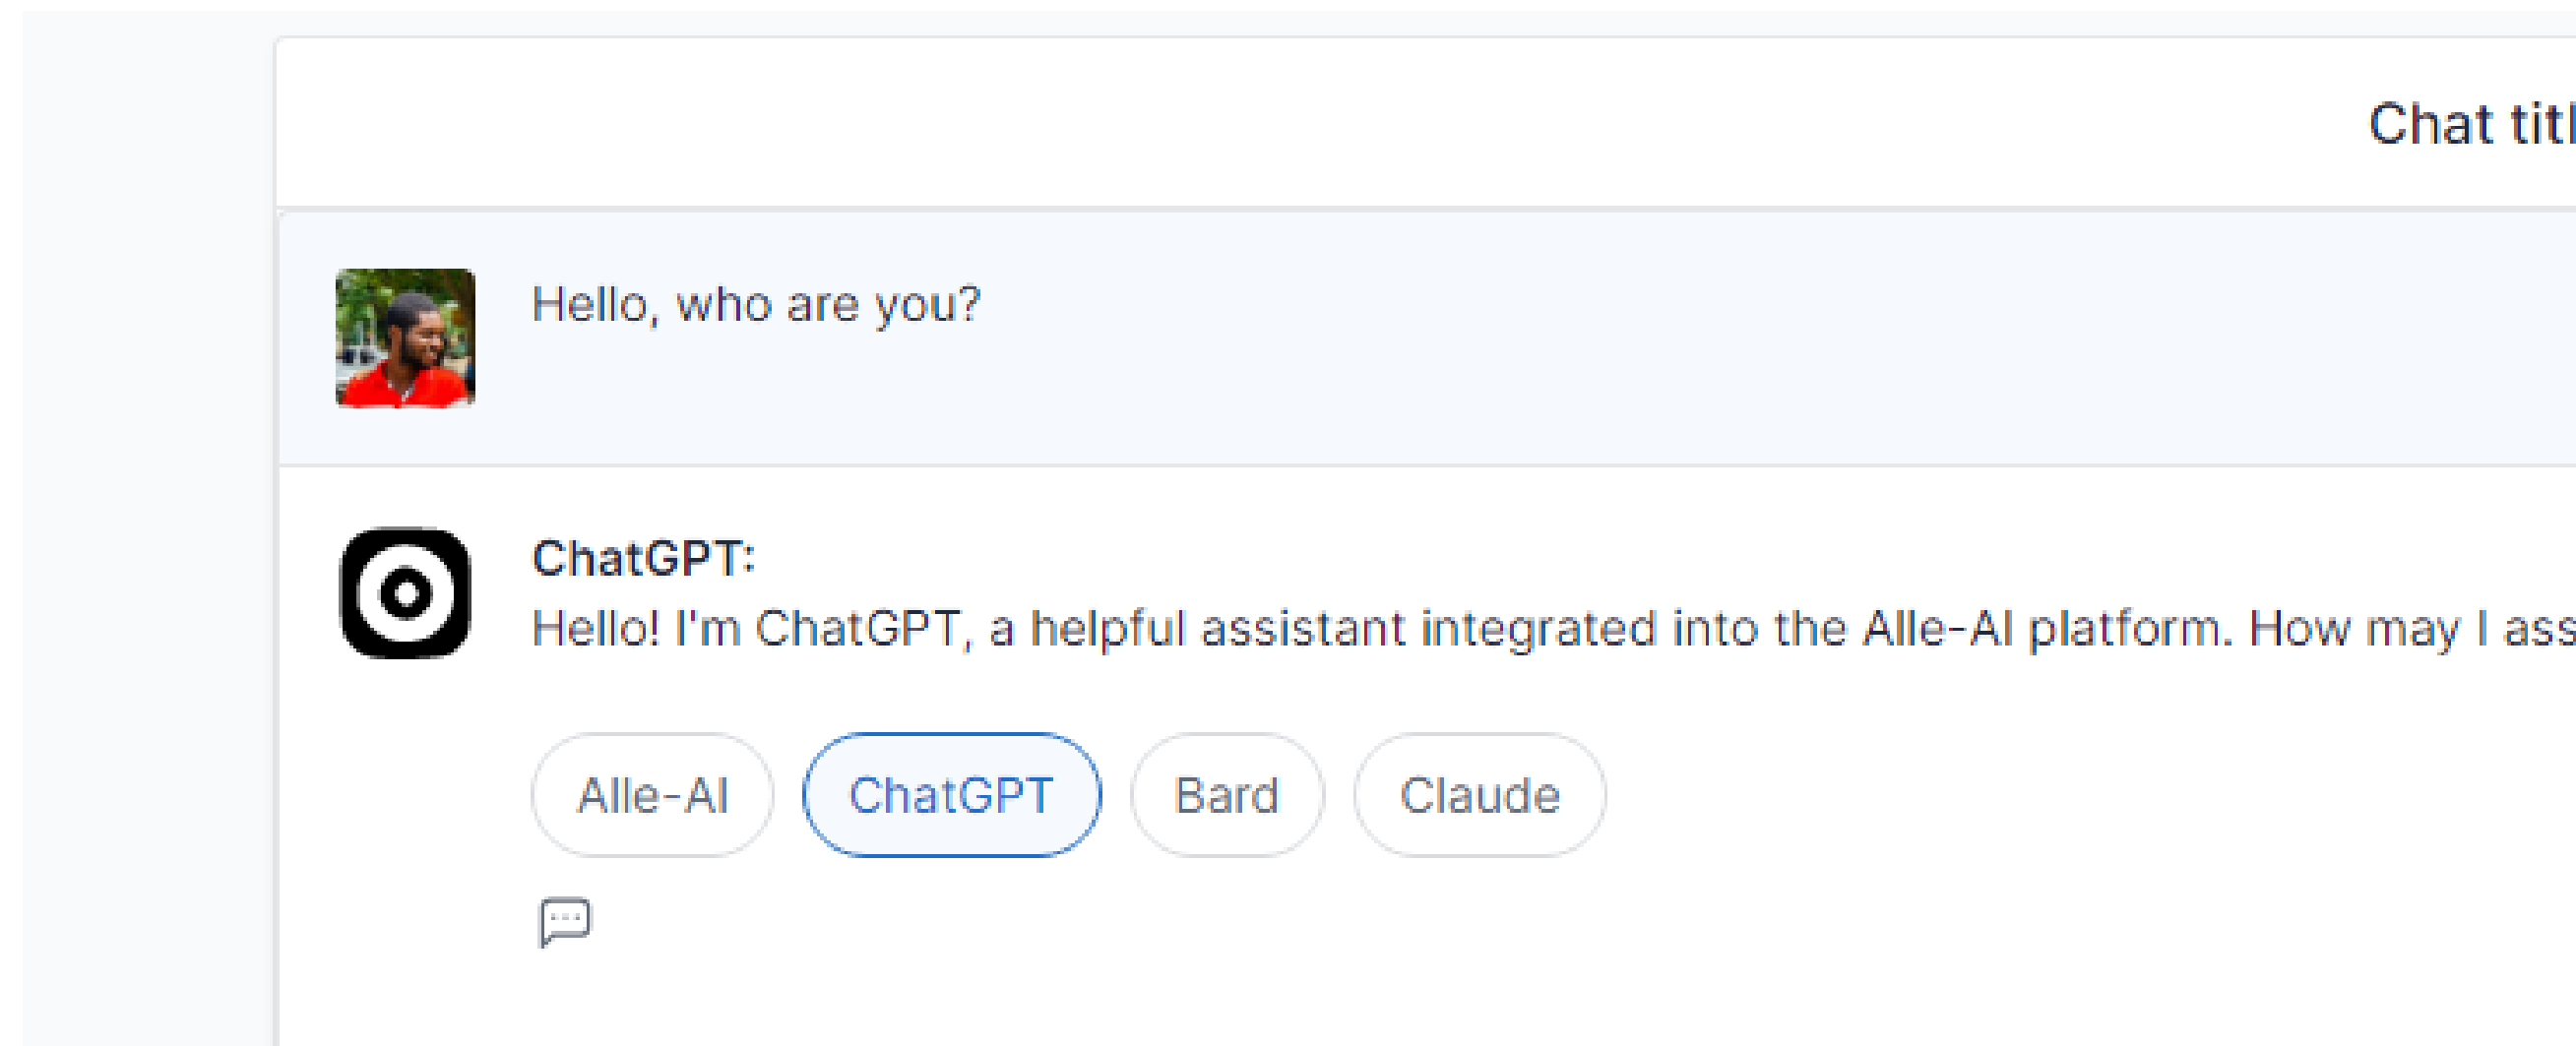 Chat titl
Hello, who are you?
ChatGPT:
Hello! I'm ChatGPT, a helpful assistant integrated into the Alle-AI platform. How may I ass
Alle-AI ChatGPT Bard Claude